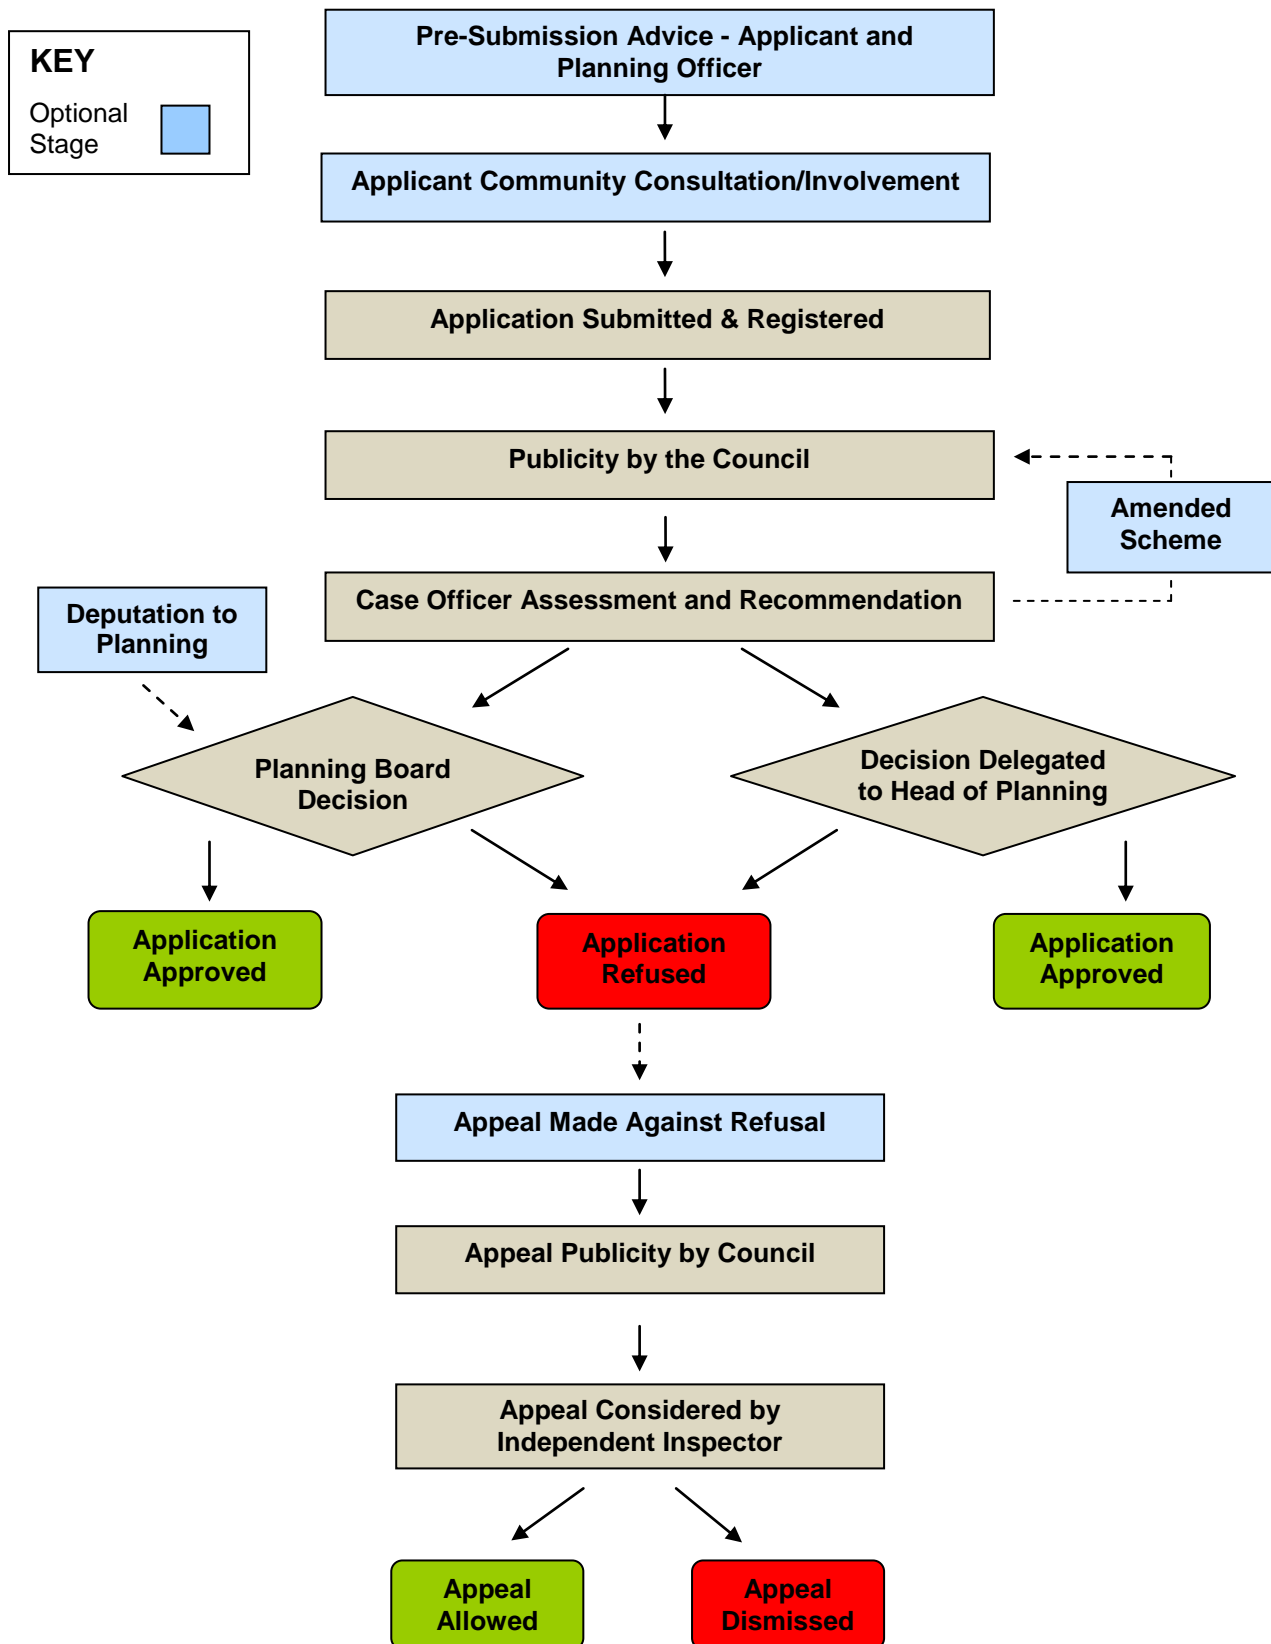 KEY
Optional
Stage
Pre-Submission Advice - Applicant and
Planning Officer
Applicant Community Consultation/Involvement
Application Submitted & Registered
Publicity by the Council
Amended
Scheme
Case Officer Assessment and Recommendation
Deputation to
Planning
Planning Board
Decision
Decision Delegated
to Head of Planning
Application
Approved
Application
Refused
Application
Approved
Appeal Made Against Refusal
Appeal Publicity by Council
Appeal Considered by
Independent Inspector
Appeal
Allowed
Appeal
Dismissed